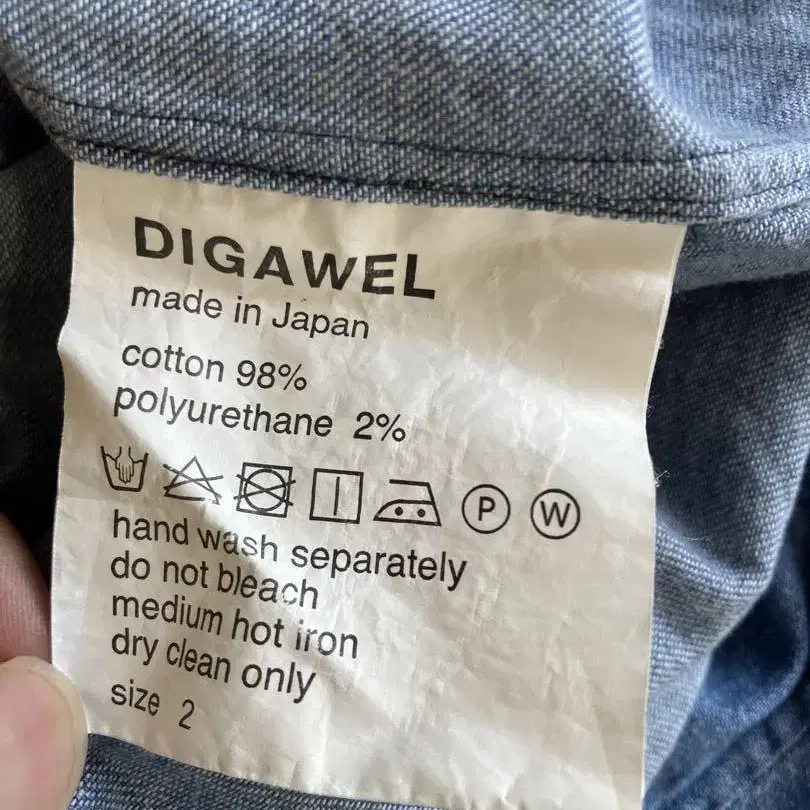 DIGAWEL
made in Japan
cotton 98%
polyurethane 2%
P W
hand wash separately
do not bleach
medium hot iron
dry clean only
size 2